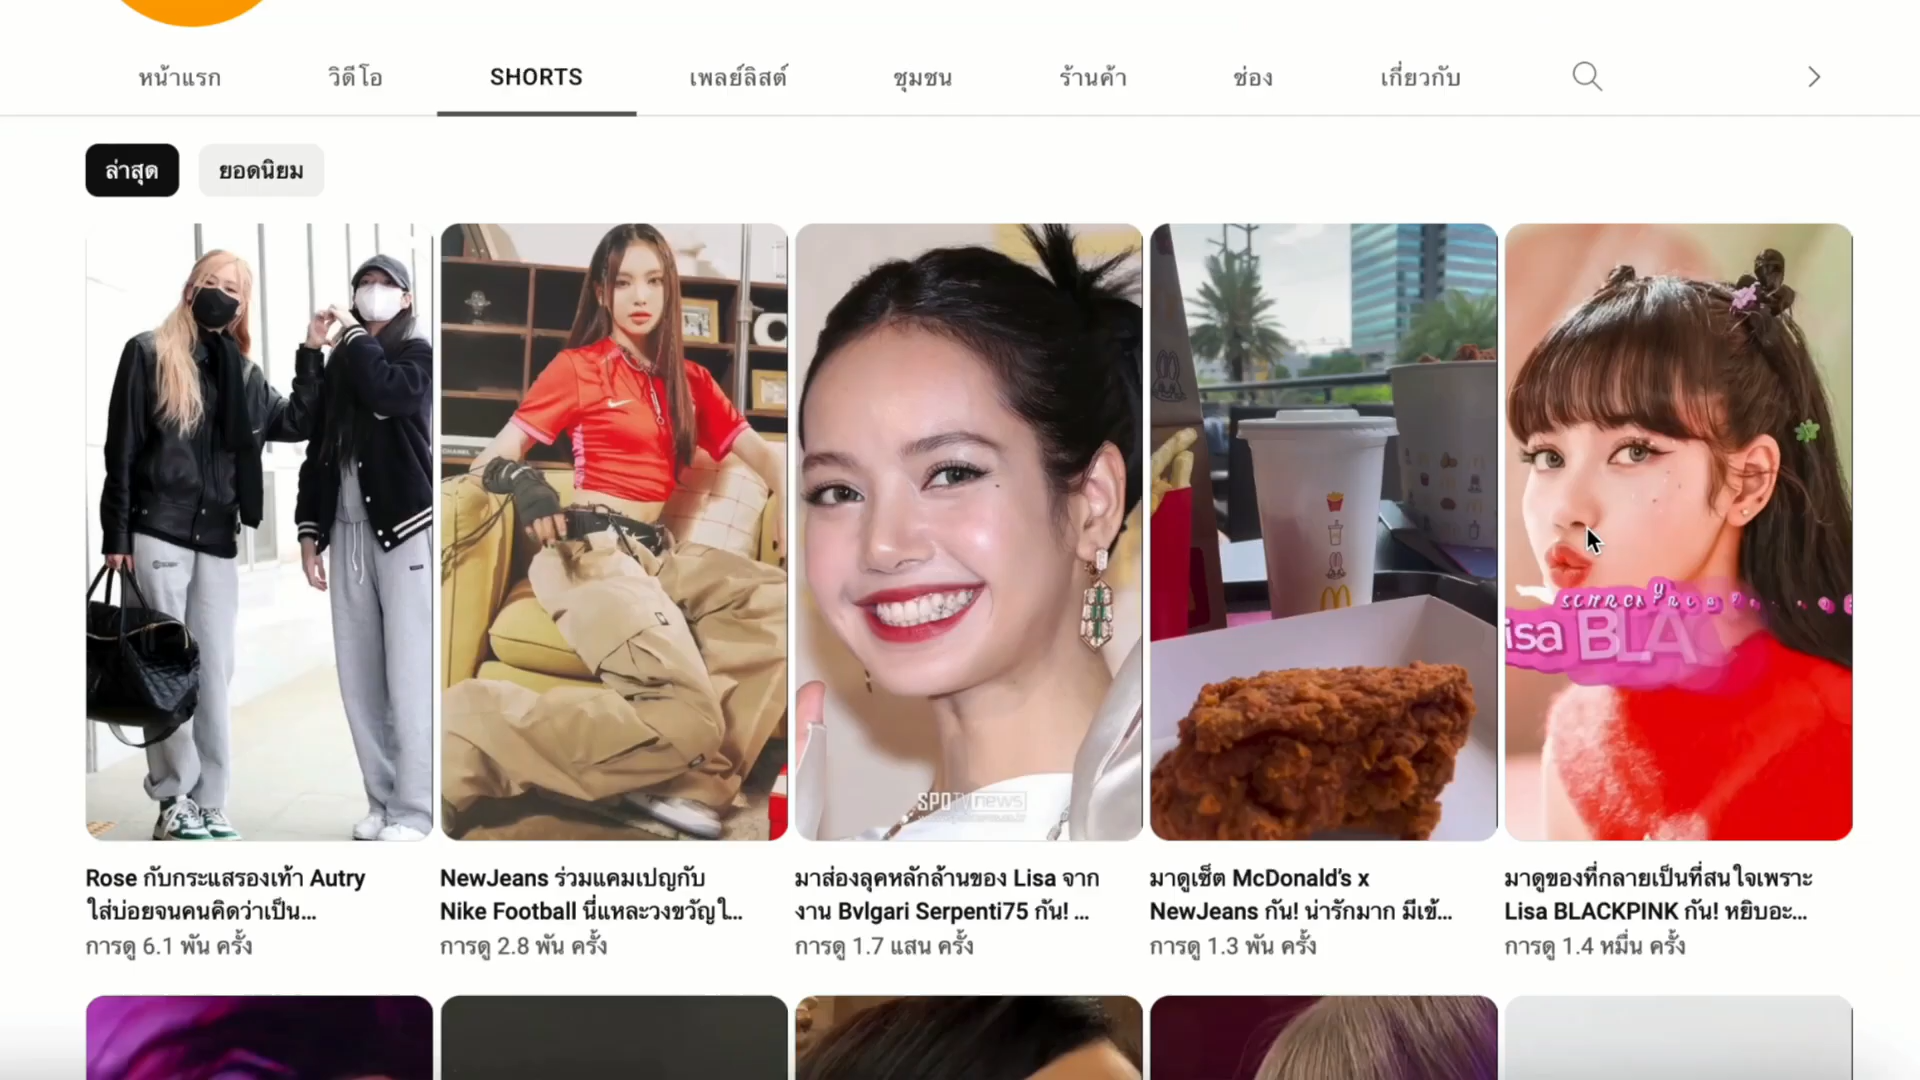 หน้าแรก
วิดีโอ
SHORTS
เพลย์ลิสต์
ชุมชน
ร้านค้า
ช่อง
เกี่ยวกับ
ล่าสุด
ยอดนิยม
isa BLA
SPOTVnews
Rose กับกระแสรองเท้า Autry
ใส่บ่อยจนคนคิดว่าเป็น...
การดู 6.1 พัน ครั้ง
NewJeans ร่วมแคมเปญกับ
Nike Football นี่แหละวงขวัญใ...
การดู 2.8 พัน ครั้ง
มาส่องลุคหลักล้านของ Lisa จาก
งาน Bvlgari Serpenti75 กัน! ...
การดู 1.7 แสน ครั้ง
มาดูเซ็ต McDonald’s x
NewJeans กัน! น่ารักมาก มีเข้...
การดู 1.3 พัน ครั้ง
มาดูของที่กลายเป็นที่สนใจเพราะ
Lisa BLACKPINK กัน! หยิบอะ...
การดู 1.4 หมื่น ครั้ง